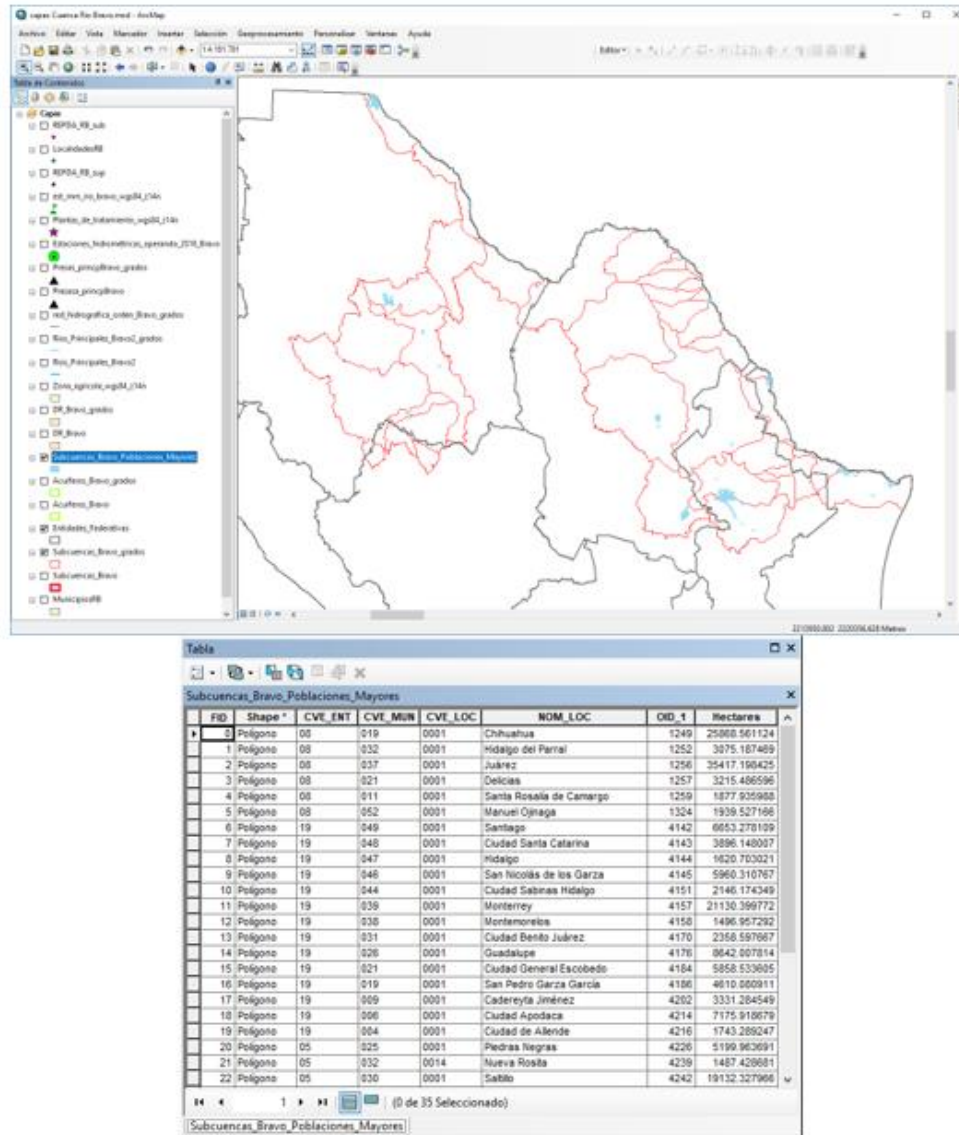 capas Cuenca Rio Bravo.mxd - ArcMap
Archivo Editar Vista Marcador Insertar Selección Geoprocesamiento Personalizar Ventanas Ayuda
Editor
Tabla de Contenidos
Capas
REPDA_RB_sub
LocalidadesRB
REPDA_RB_sup
est_mm_rio_bravo_wgs84_z14n
Plantas_de_tratamiento_wgs84_z14n
Estaciones_hidrométricas_operando_2016_Bravo
Presas_principBravo_grados
red_hidrografica_orden_Bravo_grados
Rios_Principales_Bravo2_grados
Rios_Principales_Bravo2
Zona_agricola_wgs84_z14n
DR_Bravo_grados
DR_Bravo
Subcuencas_Bravo_Poblaciones_Mayores
Acuiferos_Bravo_grados
Acuiferos_Bravo
Entidades_Federativas
Subcuencas_Bravo_grados
Subcuencas_Bravo
MunicipiosRB
Metros
Tabla
Subcuencas_Bravo_Poblaciones_Mayores
FID Shape * CVE_ENT CVE_MUN CVE_LOC NOM_LOC OID_1 Hectares
0 Polígono 08 019 0001 Chihuahua 1249 25868.561124
1 Polígono 08 032 0001 Hidalgo del Parral 1252 3075.187469
2 Polígono 08 037 0001 Juárez 1256 35417.198425
3 Polígono 08 021 0001 Delicias 1257 3215.486596
4 Polígono 08 011 0001 Santa Rosalía de Camargo 1259 1877.935988
5 Polígono 08 052 0001 Manuel Ojinaga 1324 1939.527166
6 Polígono 19 049 0001 Santiago 4142 6653.278109
7 Polígono 19 048 0001 Ciudad Santa Catarina 4143 3896.148007
8 Polígono 19 047 0001 Hidalgo 4144 1620.703021
9 Polígono 19 046 0001 San Nicolás de los Garza 4145 5960.310767
10 Polígono 19 044 0001 Ciudad Sabinas Hidalgo 4151 2146.174349
11 Polígono 19 039 0001 Monterrey 4157 21130.399772
12 Polígono 19 038 0001 Montemorelos 4158 1496.957292
13 Polígono 19 031 0001 Ciudad Benito Juárez 4170 2358.597667
14 Polígono 19 026 0001 Guadalupe 4176 8642.007814
15 Polígono 19 021 0001 Ciudad General Escobedo 4184 5858.533605
16 Polígono 19 019 0001 San Pedro Garza García 4186 4610.080911
17 Polígono 19 009 0001 Cadereyta Jiménez 4202 3331.284549
18 Polígono 19 006 0001 Ciudad Apodaca 4214 7175.918679
19 Polígono 19 004 0001 Ciudad de Allende 4216 1743.289247
20 Polígono 05 025 0001 Piedras Negras 4226 5199.963691
21 Polígono 05 032 0014 Nueva Rosita 4239 1487.428681
22 Polígono 05 030 0001 Saltillo 4242 19132.327966
1 (0 de 35 Seleccionado)
Subcuencas_Bravo_Poblaciones_Mayores